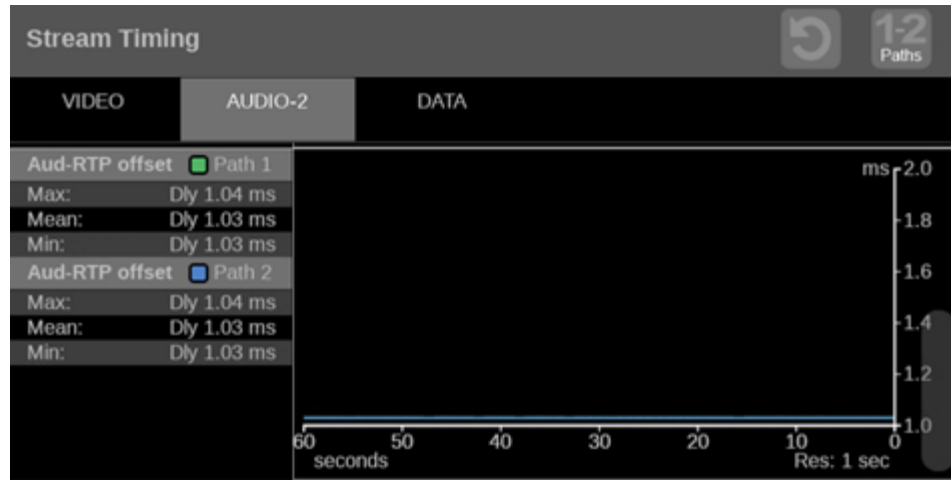 Stream Timing
1-2
Paths
VIDEO AUDIO-2 DATA
Aud-RTP offset Path 1
Max: Dly 1.04 ms
Mean: Dly 1.03 ms
Min: Dly 1.03 ms
Aud-RTP offset Path 2
Max: Dly 1.04 ms
Mean: Dly 1.03 ms
Min: Dly 1.03 ms
ms 2.0
1.8
1.6
1.4
1.2
1.0
60 50 40 30 20 10 0
seconds Res: 1 sec